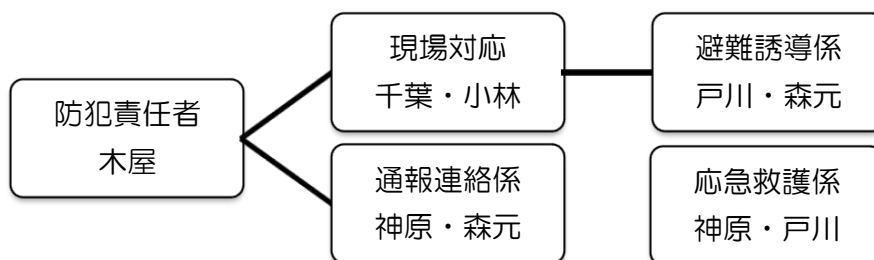 防犯責任者
木屋
現場対応
千葉・小林
通報連絡係
神原・森元
避難誘導係
戸川・森元
応急救護係
神原・戸川